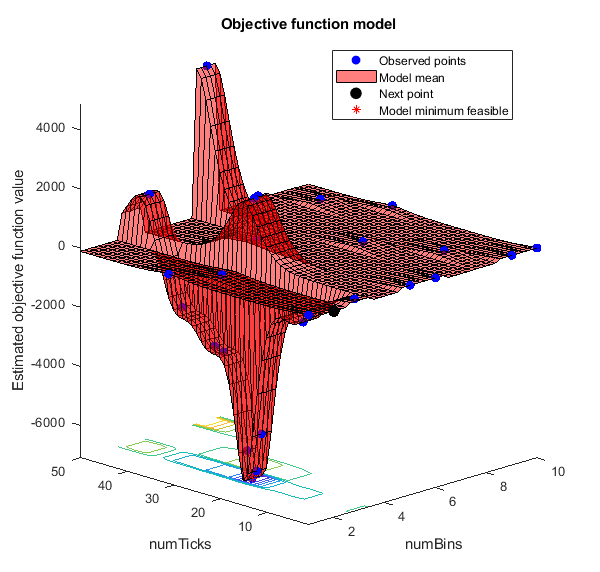 Objective function model
Observed points
Model mean
Next point
Model minimum feasible
Estimated objective function value
4000
2000
0
-2000
-4000
-6000
50
40
30
20
10
numTicks
2
4
6
8
10
numBins